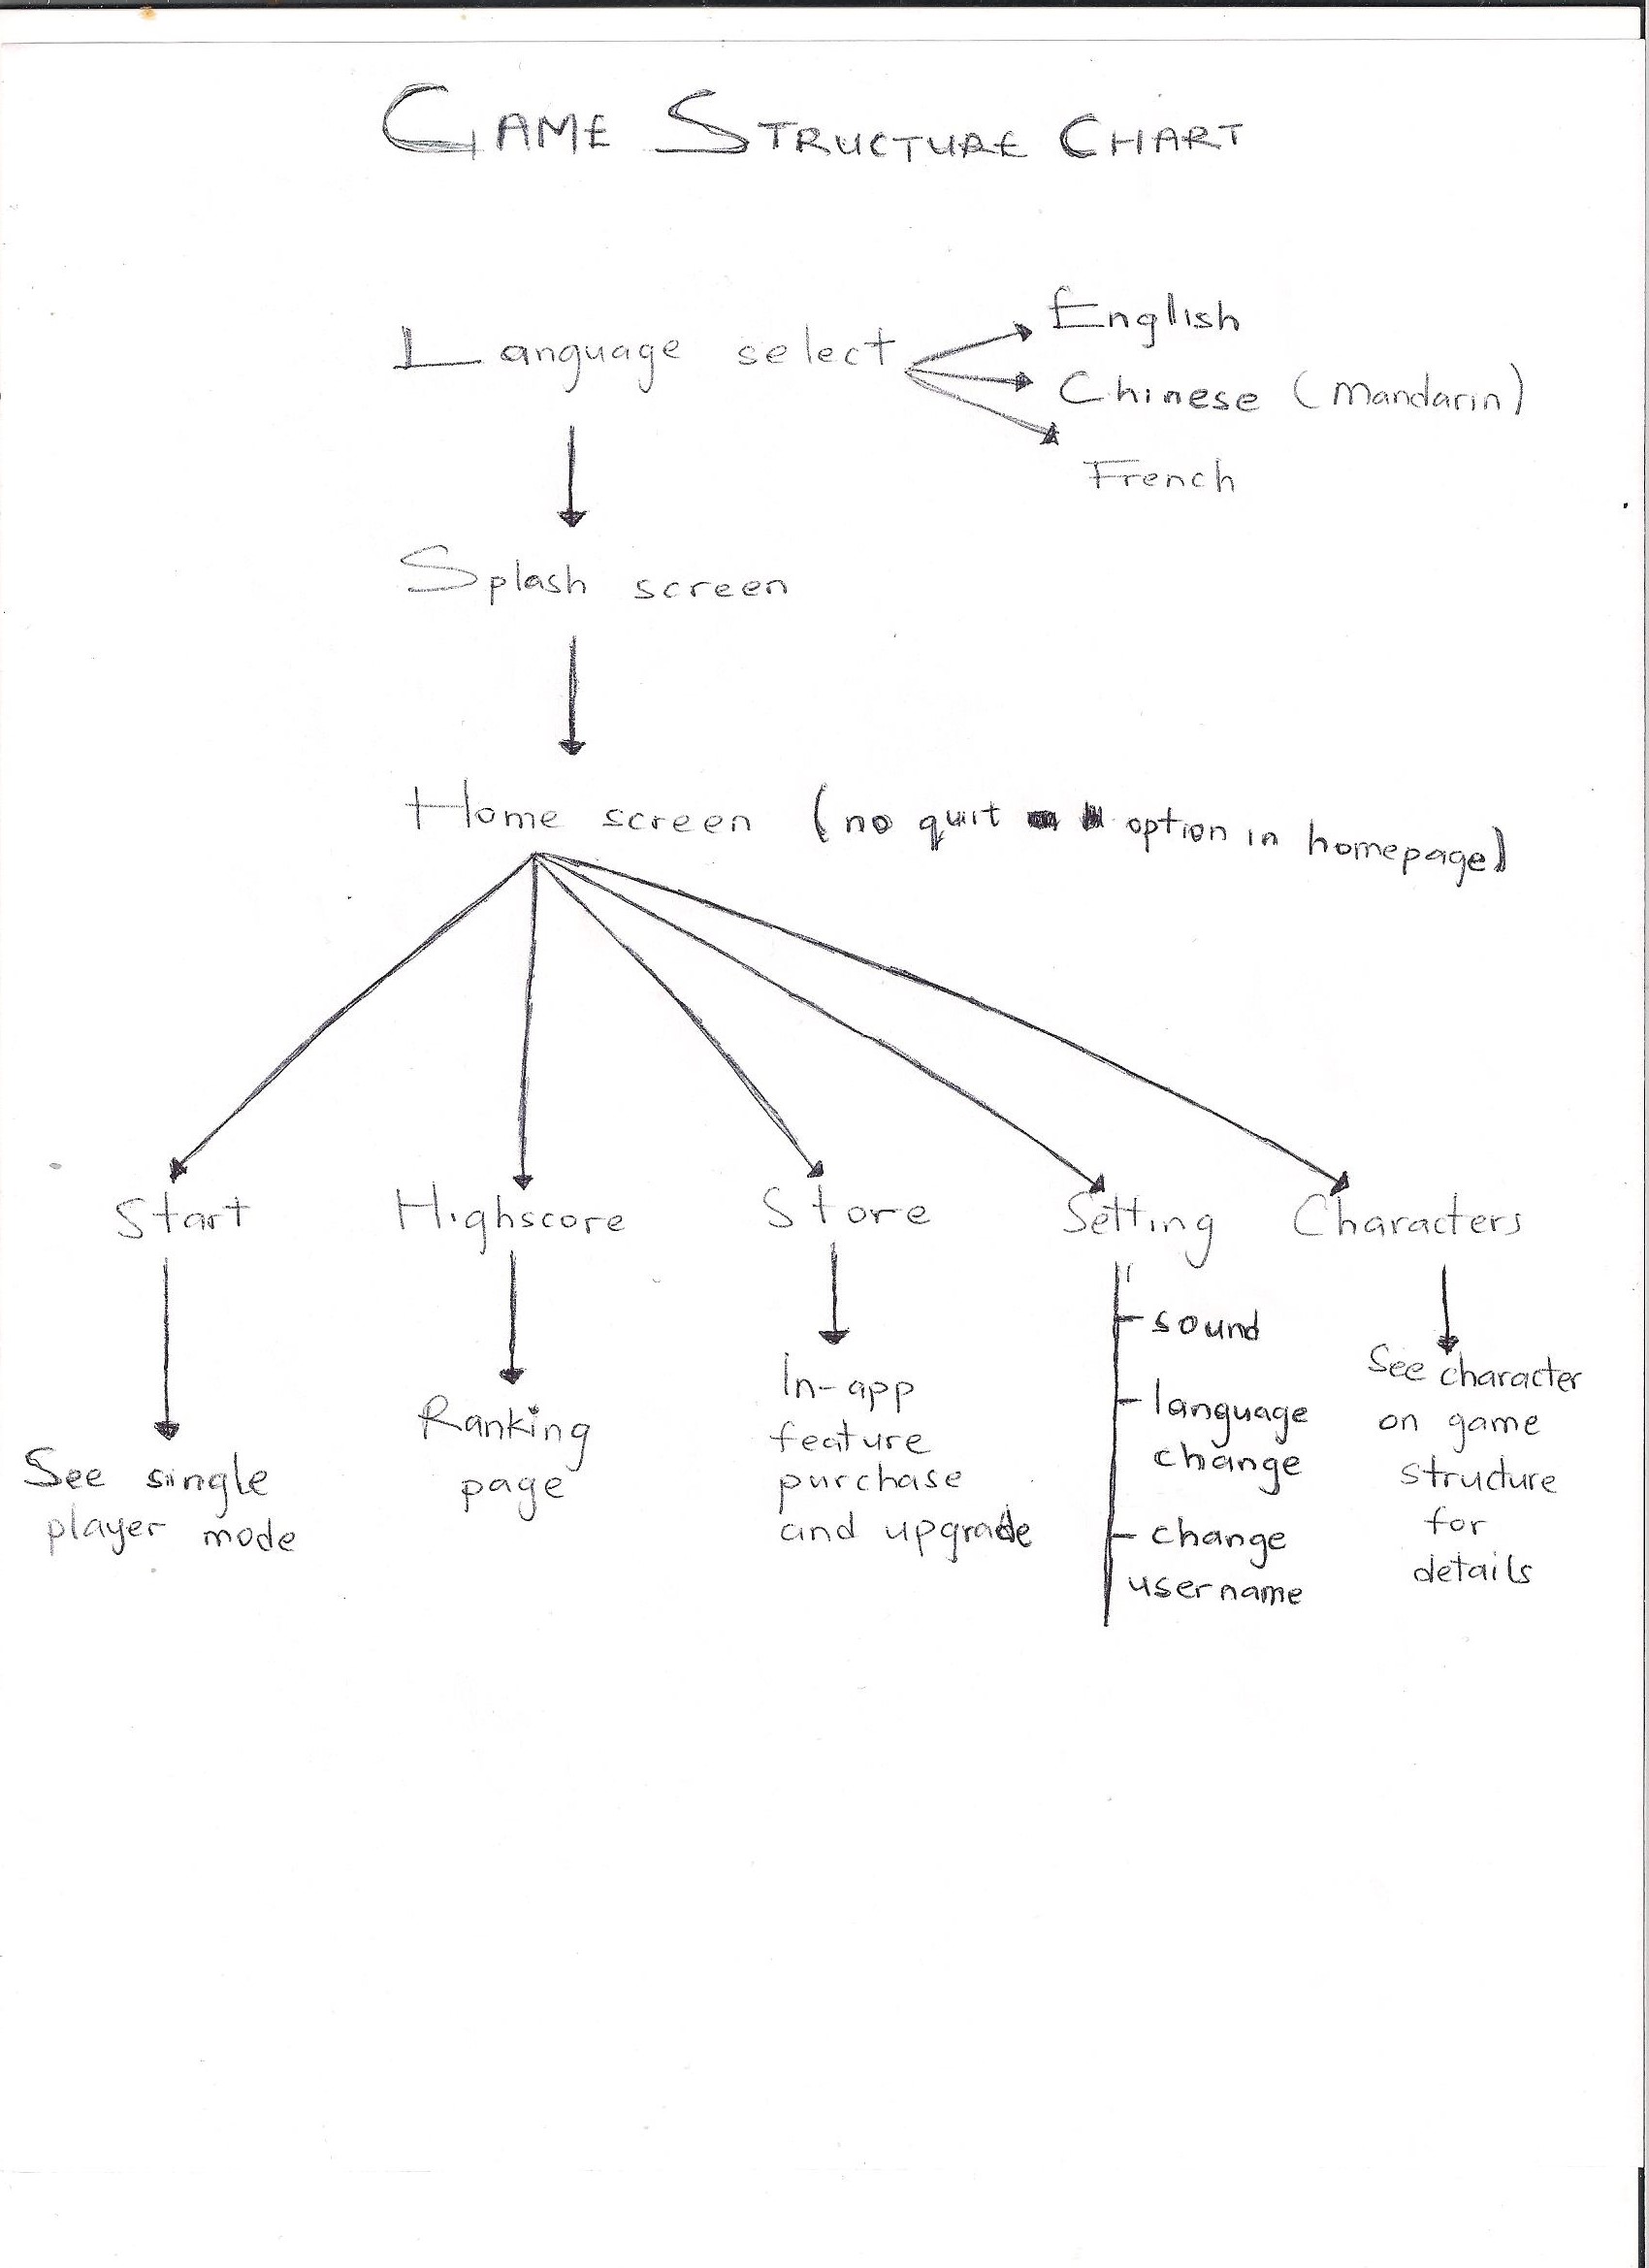 GAME STRUCTURE CHART
Language select
English
Chinese (Mandarin)
French
Splash screen
Home screen (no quit option in homepage)
Start
Highscore
Store
Setting
Characters
See single
player mode
Ranking
page
In-app
feature
purchase
and upgrade
- sound
- language
change
- change
username
See character
on game
structure
for
details